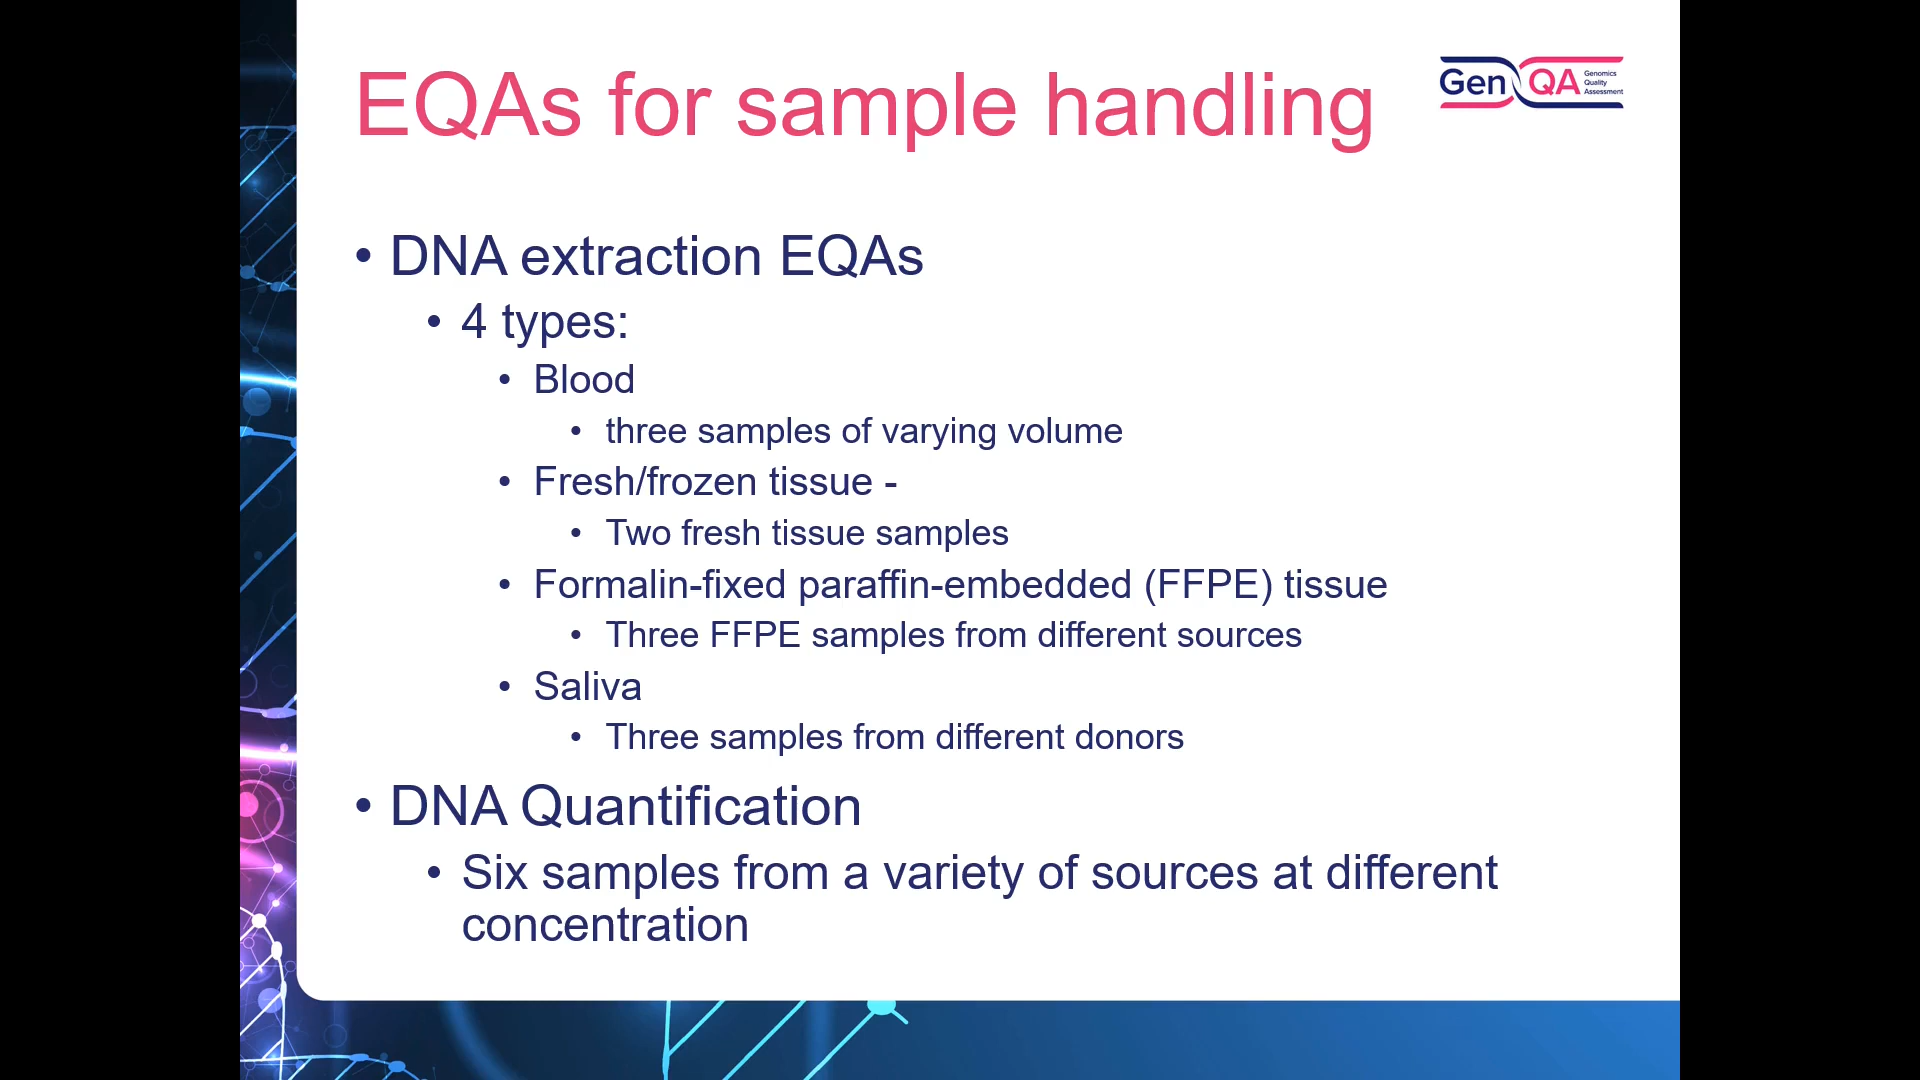 EQAs for sample handling
Gen QA Genomics
Quality
Assessment
• DNA extraction EQAs
• 4 types:
• Blood
• three samples of varying volume
• Fresh/frozen tissue -
• Two fresh tissue samples
• Formalin-fixed paraffin-embedded (FFPE) tissue
• Three FFPE samples from different sources
• Saliva
• Three samples from different donors
• DNA Quantification
• Six samples from a variety of sources at different
concentration